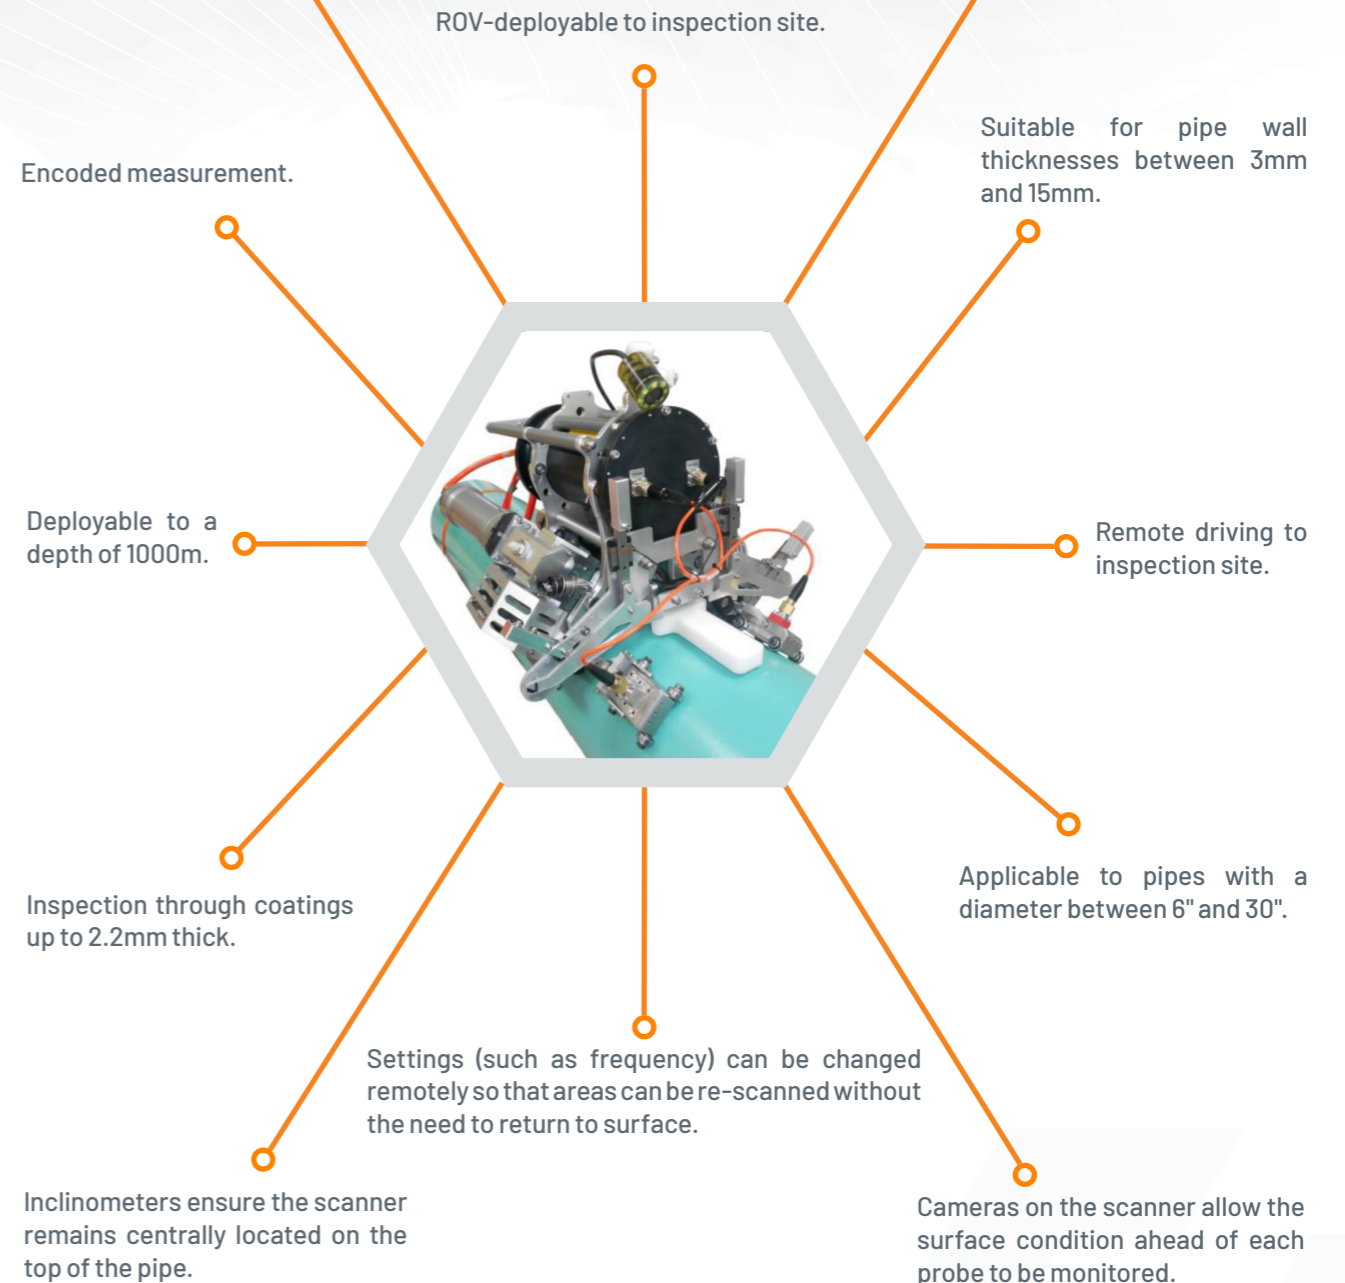 ROV-deployable to inspection site.
Suitable for pipe wall
thicknesses between 3mm
and 15mm.
Encoded measurement.
Deployable to a
depth of 1000m.
Remote driving to
inspection site.
Inspection through coatings
up to 2.2mm thick.
Applicable to pipes with a
diameter between 6" and 30".
Settings (such as frequency) can be changed
remotely so that areas can be re-scanned without
the need to return to surface.
Inclinometers ensure the scanner
remains centrally located on the
top of the pipe.
Cameras on the scanner allow the
surface condition ahead of each
probe to be monitored.